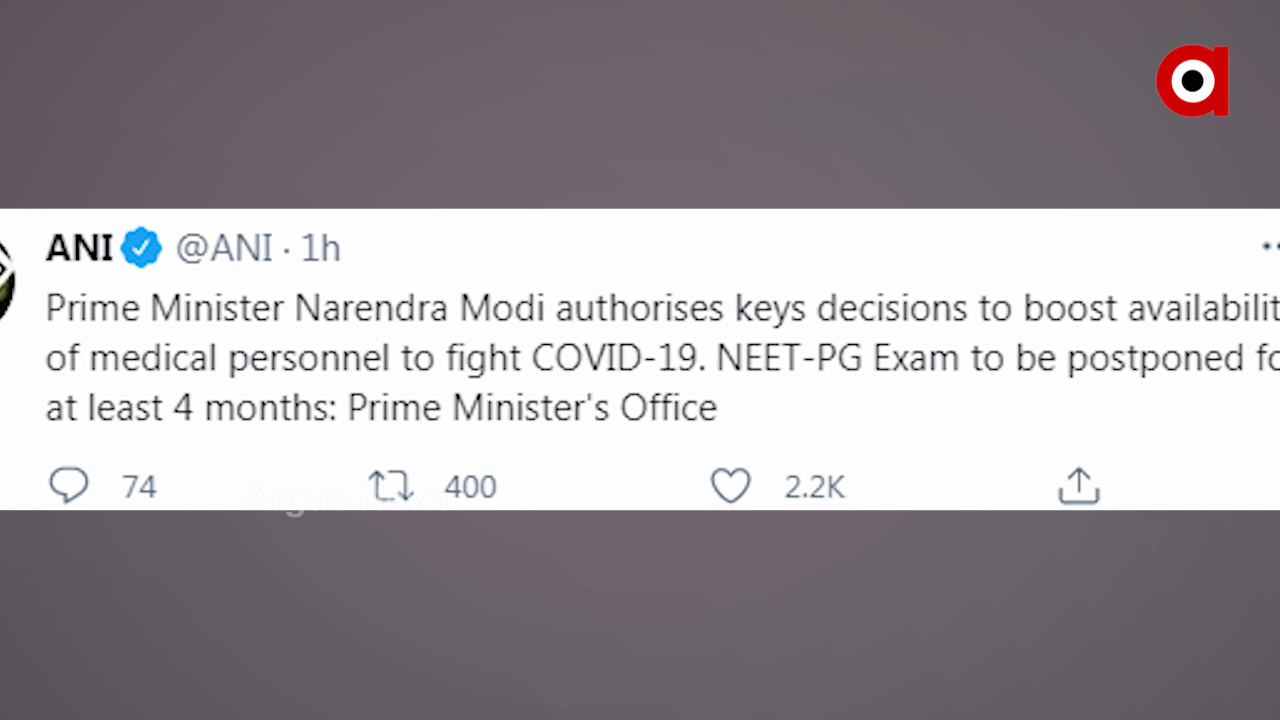 ANI @ANI · 1h
Prime Minister Narendra Modi authorises keys decisions to boost availabilit
of medical personnel to fight COVID-19. NEET-PG Exam to be postponed fo
at least 4 months: Prime Minister's Office
74 400 2.2K